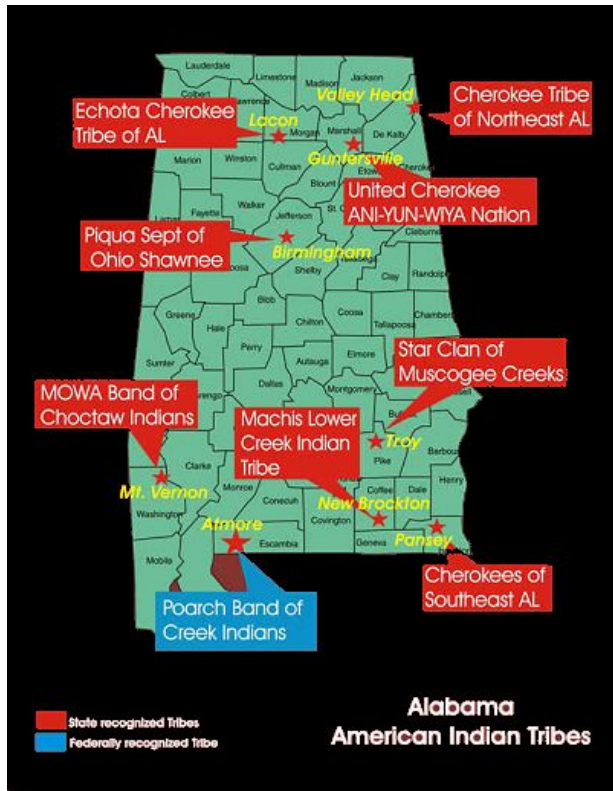 Lauderdale
Limestone
Madison
Jackson
Colbert
Lawrence
Valley Head
Cherokee Tribe
of Northeast AL
Echota Cherokee
Tribe of AL
Lacon
Morgan
Marshall
De Kalb
Guntersville
Marion
Winston
Cullman
Cherokee
Blount
United Cherokee
ANI-YUN-WIYA Nation
Walker
Fayette
Jefferson
Cleburne
Piqua Sept of
Ohio Shawnee
Birmingham
Shelby
Clay
Randolph
Bibb
Greene
Hale
Chilton
Coosa
Tallapoosa
Perry
Autauga
Elmore
Star Clan of
Muscogee Creeks
Sumter
Dallas
Montgomery
MOWA Band of
Choctaw Indians
Machis Lower
Creek Indian
Tribe
Troy
Pike
Clarke
Mt. Vernon
Monroe
Washington
Conecuh
Covington
Coffee
Dale
Henry
New Brockton
Atmore
Escambia
Geneva
Pansey
Mobile
Poarch Band of
Creek Indians
Cherokees of
Southeast AL
State recognized Tribes
Federally recognized Tribe
Alabama
American Indian Tribes